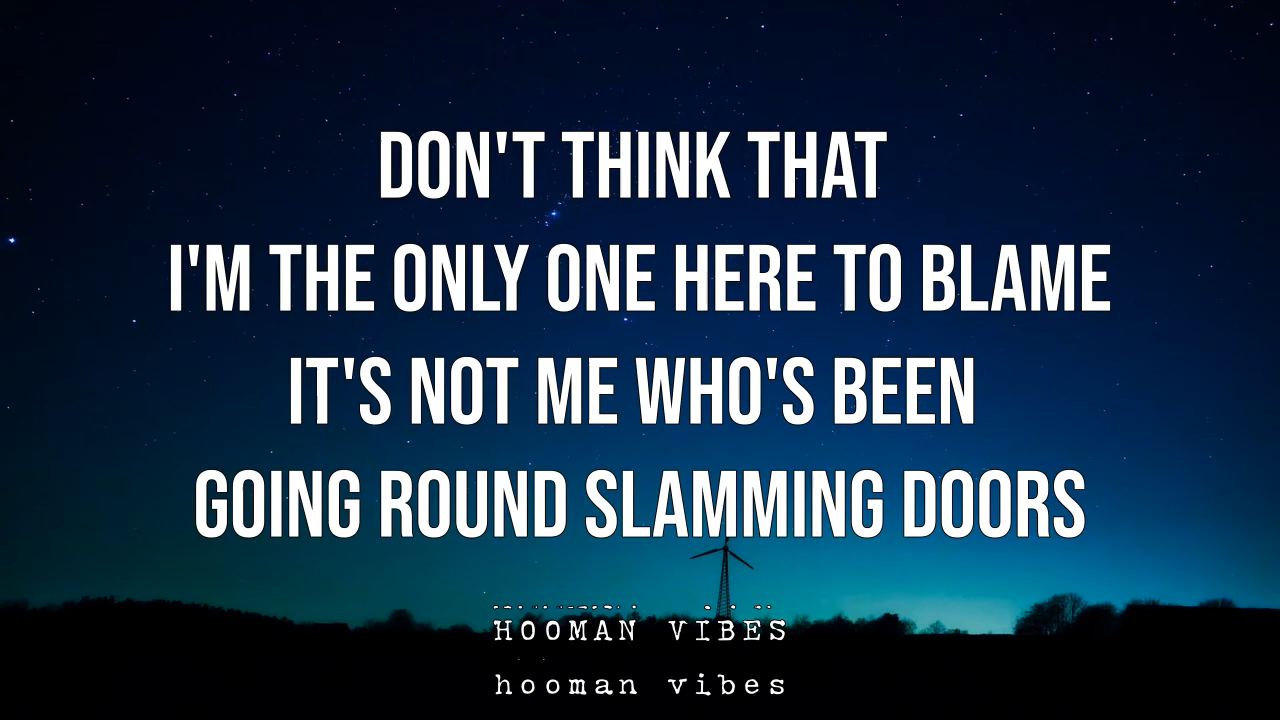 DON'T THINK THAT
I'M THE ONLY ONE HERE TO BLAME
IT'S NOT ME WHO'S BEEN
GOING ROUND SLAMMING DOORS
HOOMAN VIBES
hooman vibes